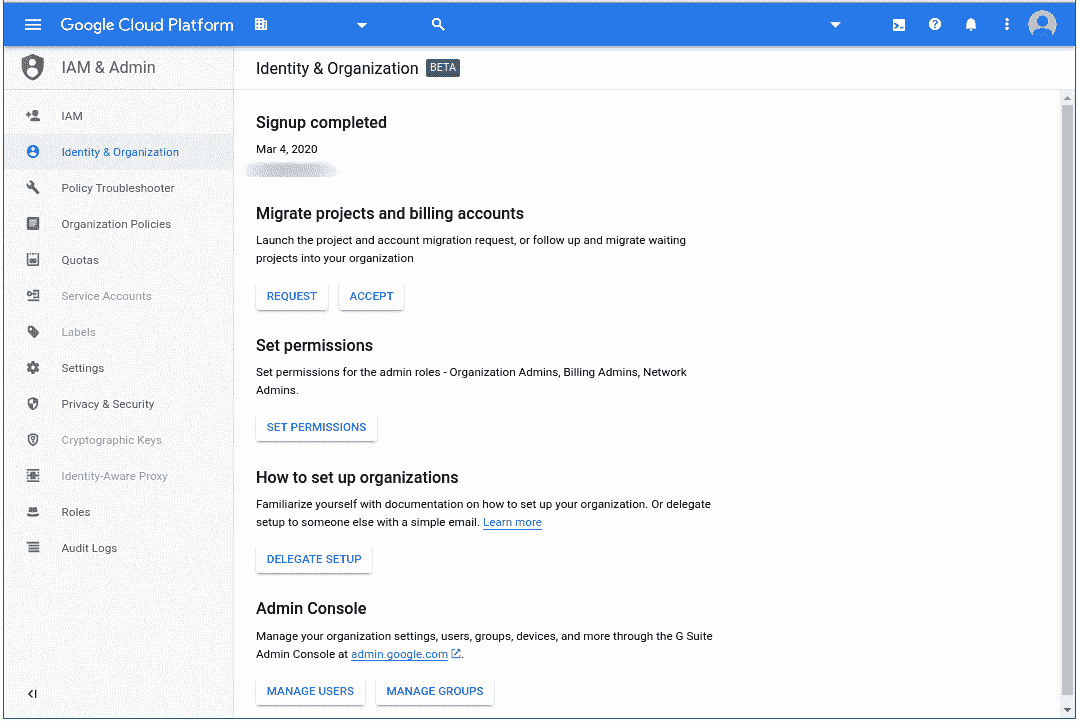 Google Cloud Platform
IAM & Admin
Identity & Organization BETA
IAM
Identity & Organization
Policy Troubleshooter
Organization Policies
Quotas
Service Accounts
Labels
Settings
Privacy & Security
Cryptographic Keys
Identity-Aware Proxy
Roles
Audit Logs
Signup completed
Mar 4, 2020
Migrate projects and billing accounts
Launch the project and account migration request, or follow up and migrate waiting
projects into your organization
REQUEST ACCEPT
Set permissions
Set permissions for the admin roles - Organization Admins, Billing Admins, Network
Admins.
SET PERMISSIONS
How to set up organizations
Familiarize yourself with documentation on how to set up your organization. Or delegate
setup to someone else with a simple email. Learn more
DELEGATE SETUP
Admin Console
Manage your organization settings, users, groups, devices, and more through the G Suite
Admin Console at admin.google.com.
MANAGE USERS MANAGE GROUPS